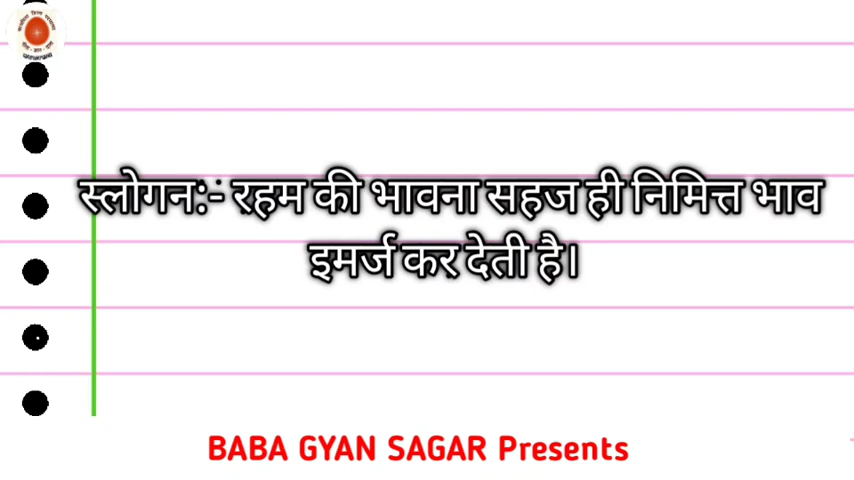 स्लोगन:- रहम की भावना सहज ही निमित्त भाव
इमर्ज कर देती है।
BABA GYAN SAGAR Presents